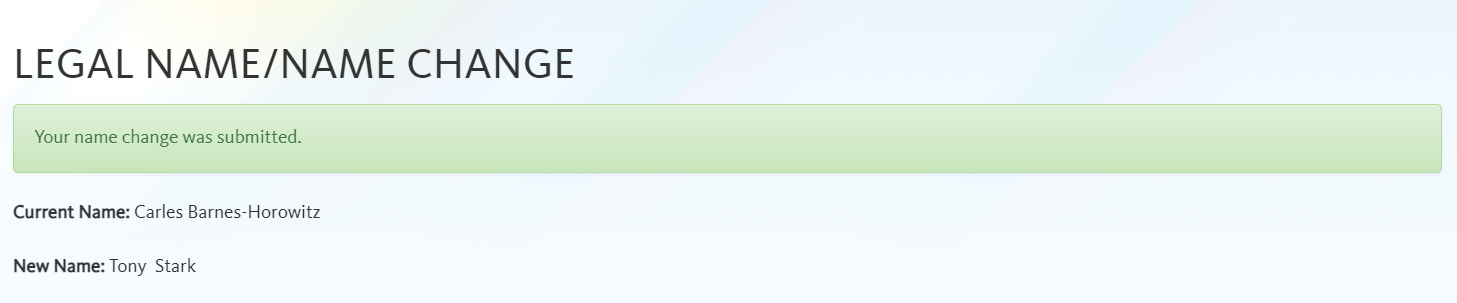 LEGAL NAME/NAME CHANGE
Your name change was submitted.
Current Name: Carles Barnes-Horowitz
New Name: Tony  Stark